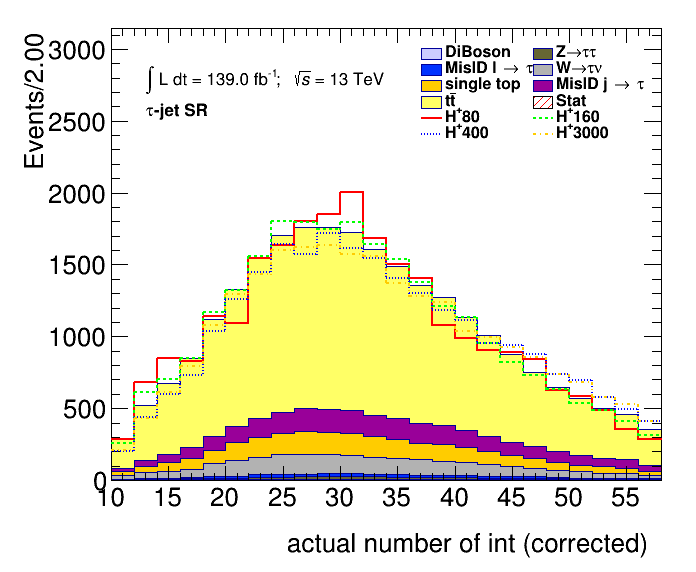 Events/2.00
3000
2500
2000
1500
1000
500
0
∫ L dt = 139.0 fb⁻¹; √s = 13 TeV
τ-jet SR
DiBoson Z→ττ
MisID l → τ W→τν
single top MisID j → τ
tt̄ Stat
H⁺80 H⁺160
H⁺400 H⁺3000
10 15 20 25 30 35 40 45 50 55
actual number of int (corrected)